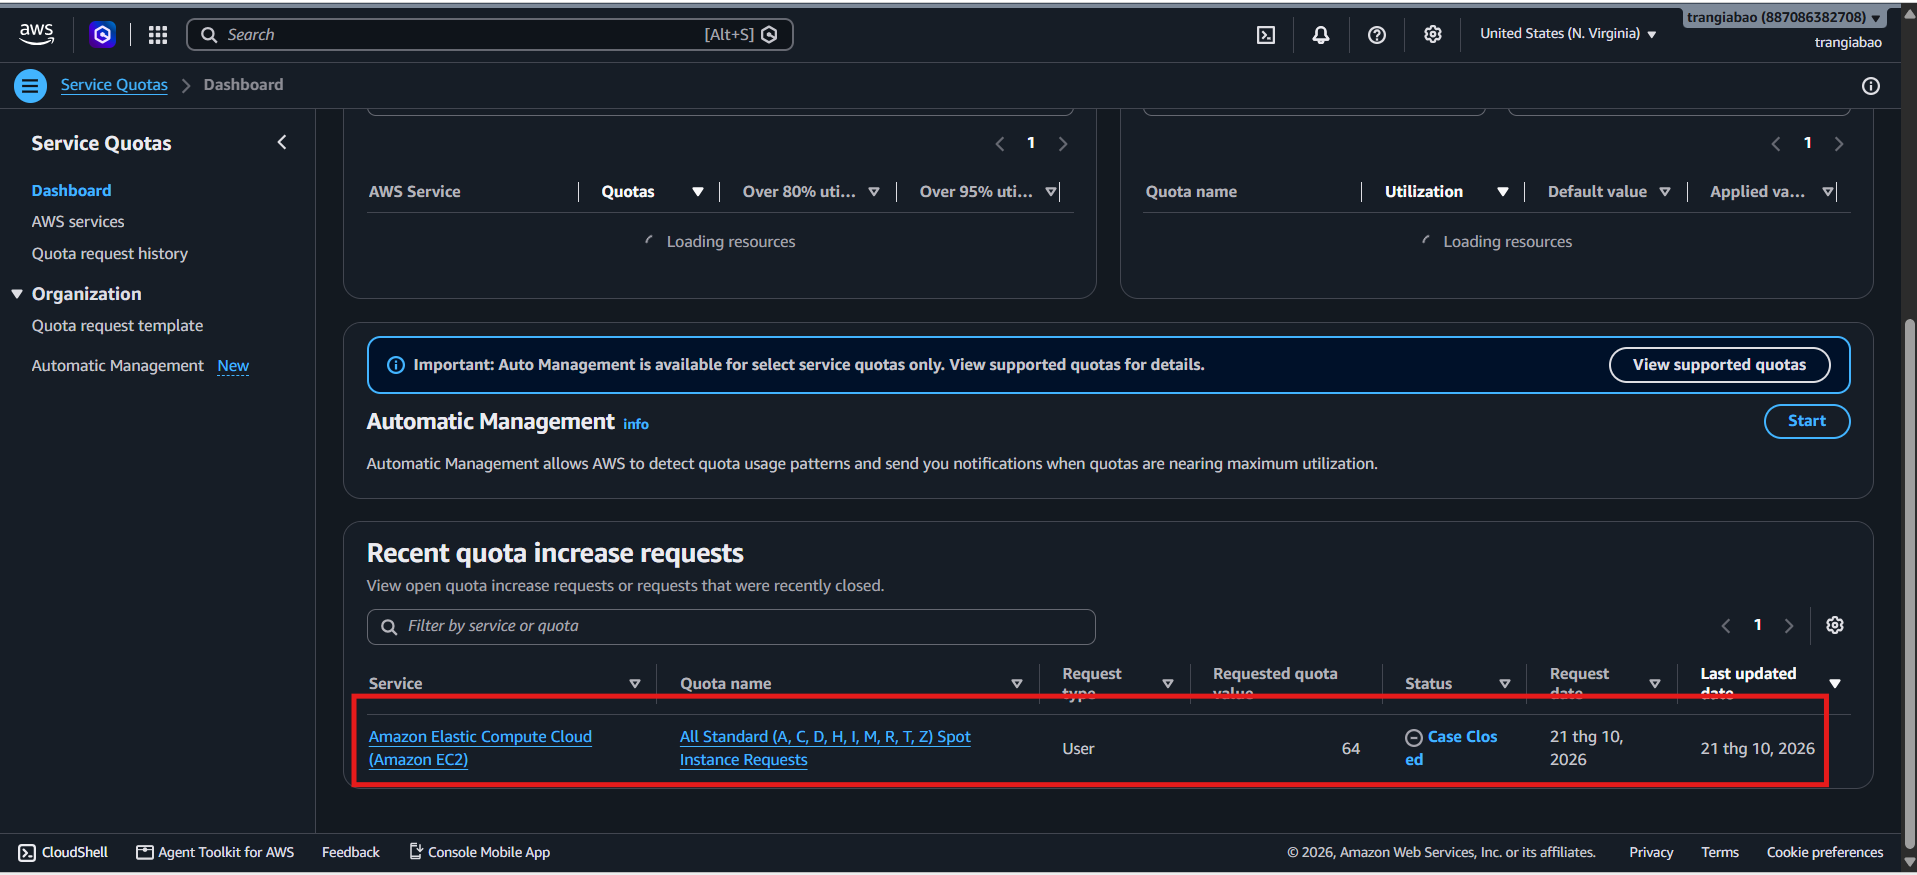 aws
Search
[Alt+S]
United States (N. Virginia)
trangiabao (887086382708)
trangiabao
Service Quotas
Dashboard
Service Quotas
Dashboard
AWS services
Quota request history
Organization
Quota request template
Automatic Management New
1
AWS Service
Quotas
Over 80% uti...
Over 95% uti...
Loading resources
1
Quota name
Utilization
Default value
Applied va...
Loading resources
Important: Auto Management is available for select service quotas only. View supported quotas for details.
View supported quotas
Automatic Management info
Start
Automatic Management allows AWS to detect quota usage patterns and send you notifications when quotas are nearing maximum utilization.
Recent quota increase requests
View open quota increase requests or requests that were recently closed.
Filter by service or quota
1
Service
Quota name
Request
type
Requested quota
value
Status
Request
date
Last updated
date
Amazon Elastic Compute Cloud
(Amazon EC2)
All Standard (A, C, D, H, I, M, R, T, Z) Spot
Instance Requests
User
64
Case Clos
ed
21 thg 10,
2026
21 thg 10, 2026
CloudShell
Agent Toolkit for AWS
Feedback
Console Mobile App
© 2026, Amazon Web Services, Inc. or its affiliates.
Privacy
Terms
Cookie preferences